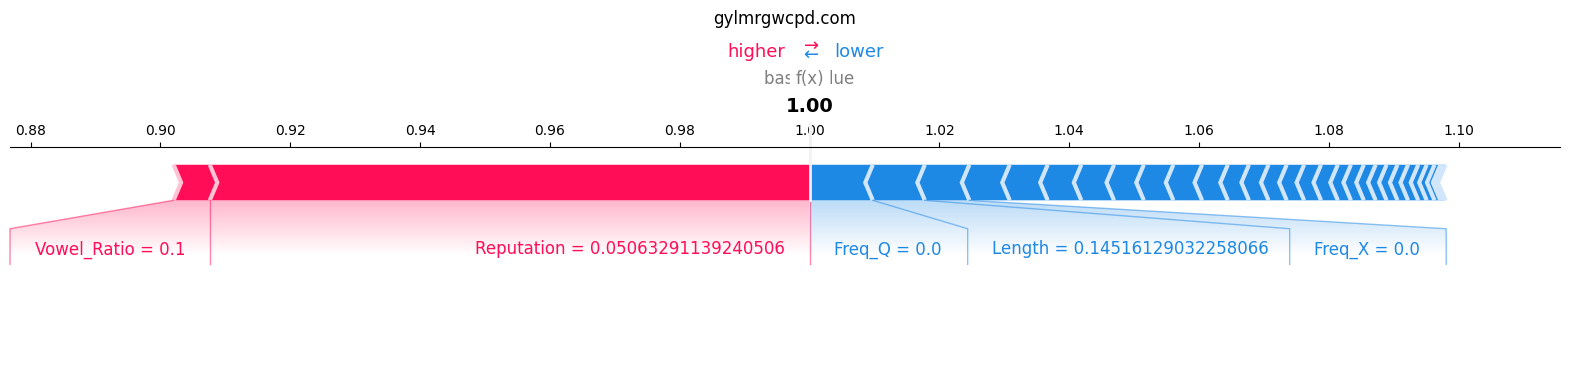 gylmrgwcpd.com
higher ⇄ lower
bas f(x) lue
1.00
0.88 0.90 0.92 0.94 0.96 0.98 1.00 1.02 1.04 1.06 1.08 1.10
Vowel_Ratio = 0.1 Reputation = 0.05063291139240506 Freq_Q = 0.0 Length = 0.14516129032258066 Freq_X = 0.0